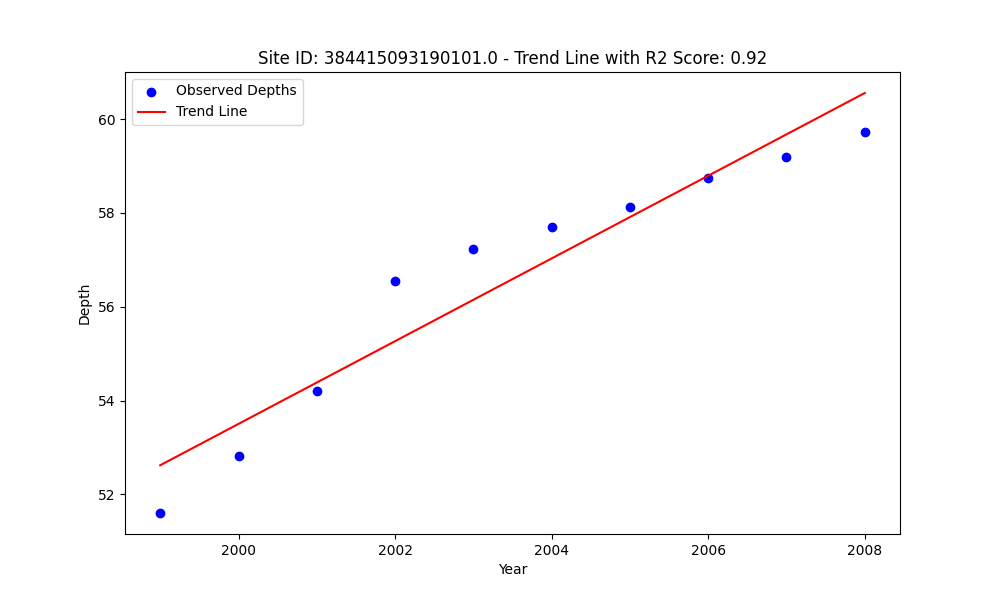 Site ID: 384415093190101.0 - Trend Line with R2 Score: 0.92
Observed Depths
Trend Line
60
58
56
54
52
Depth
2000
2002
2004
2006
2008
Year